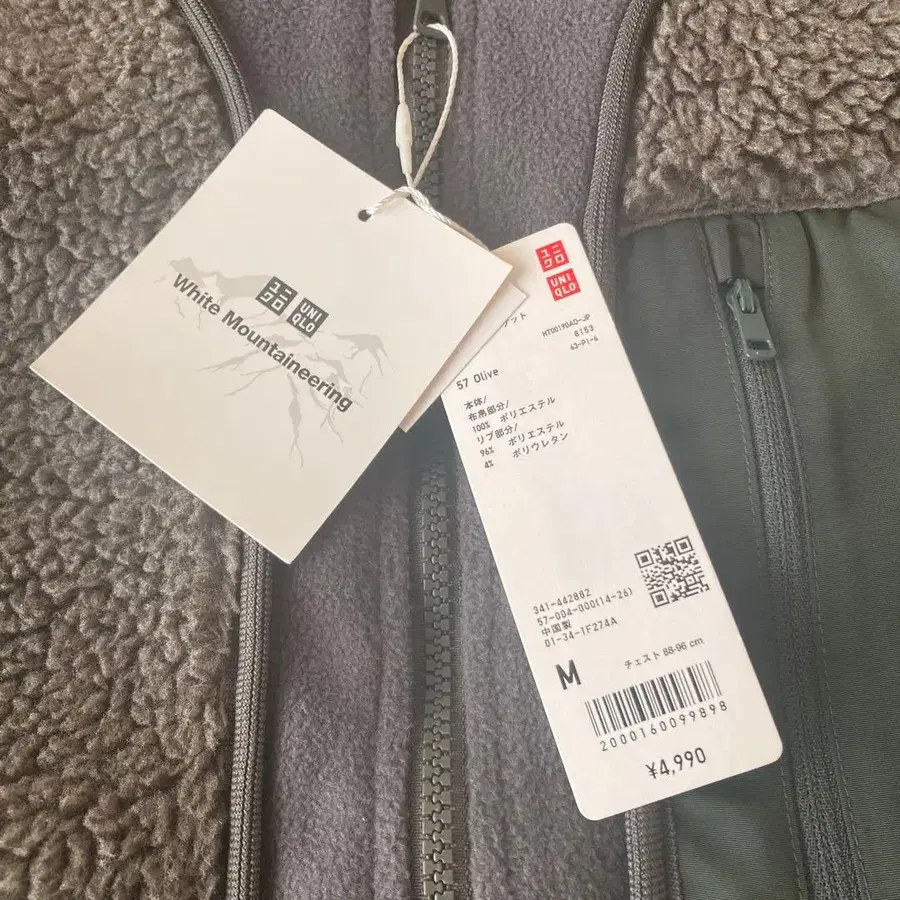 ユニ
クロ
UNI
QLO
White Mountaineering
ユニ
クロ
UNI
QLO
HT00190AD-JP
8153
63-P1-6
57 Olive
本体/
布帛部分/
100% ポリエステル
リブ部分/
96% ポリエステル
4% ポリウレタン
341-442882
57-004-000(14-26)
中国製
01-34-1F274A
M チェスト 88-96 cm
2000160099898
¥4,990